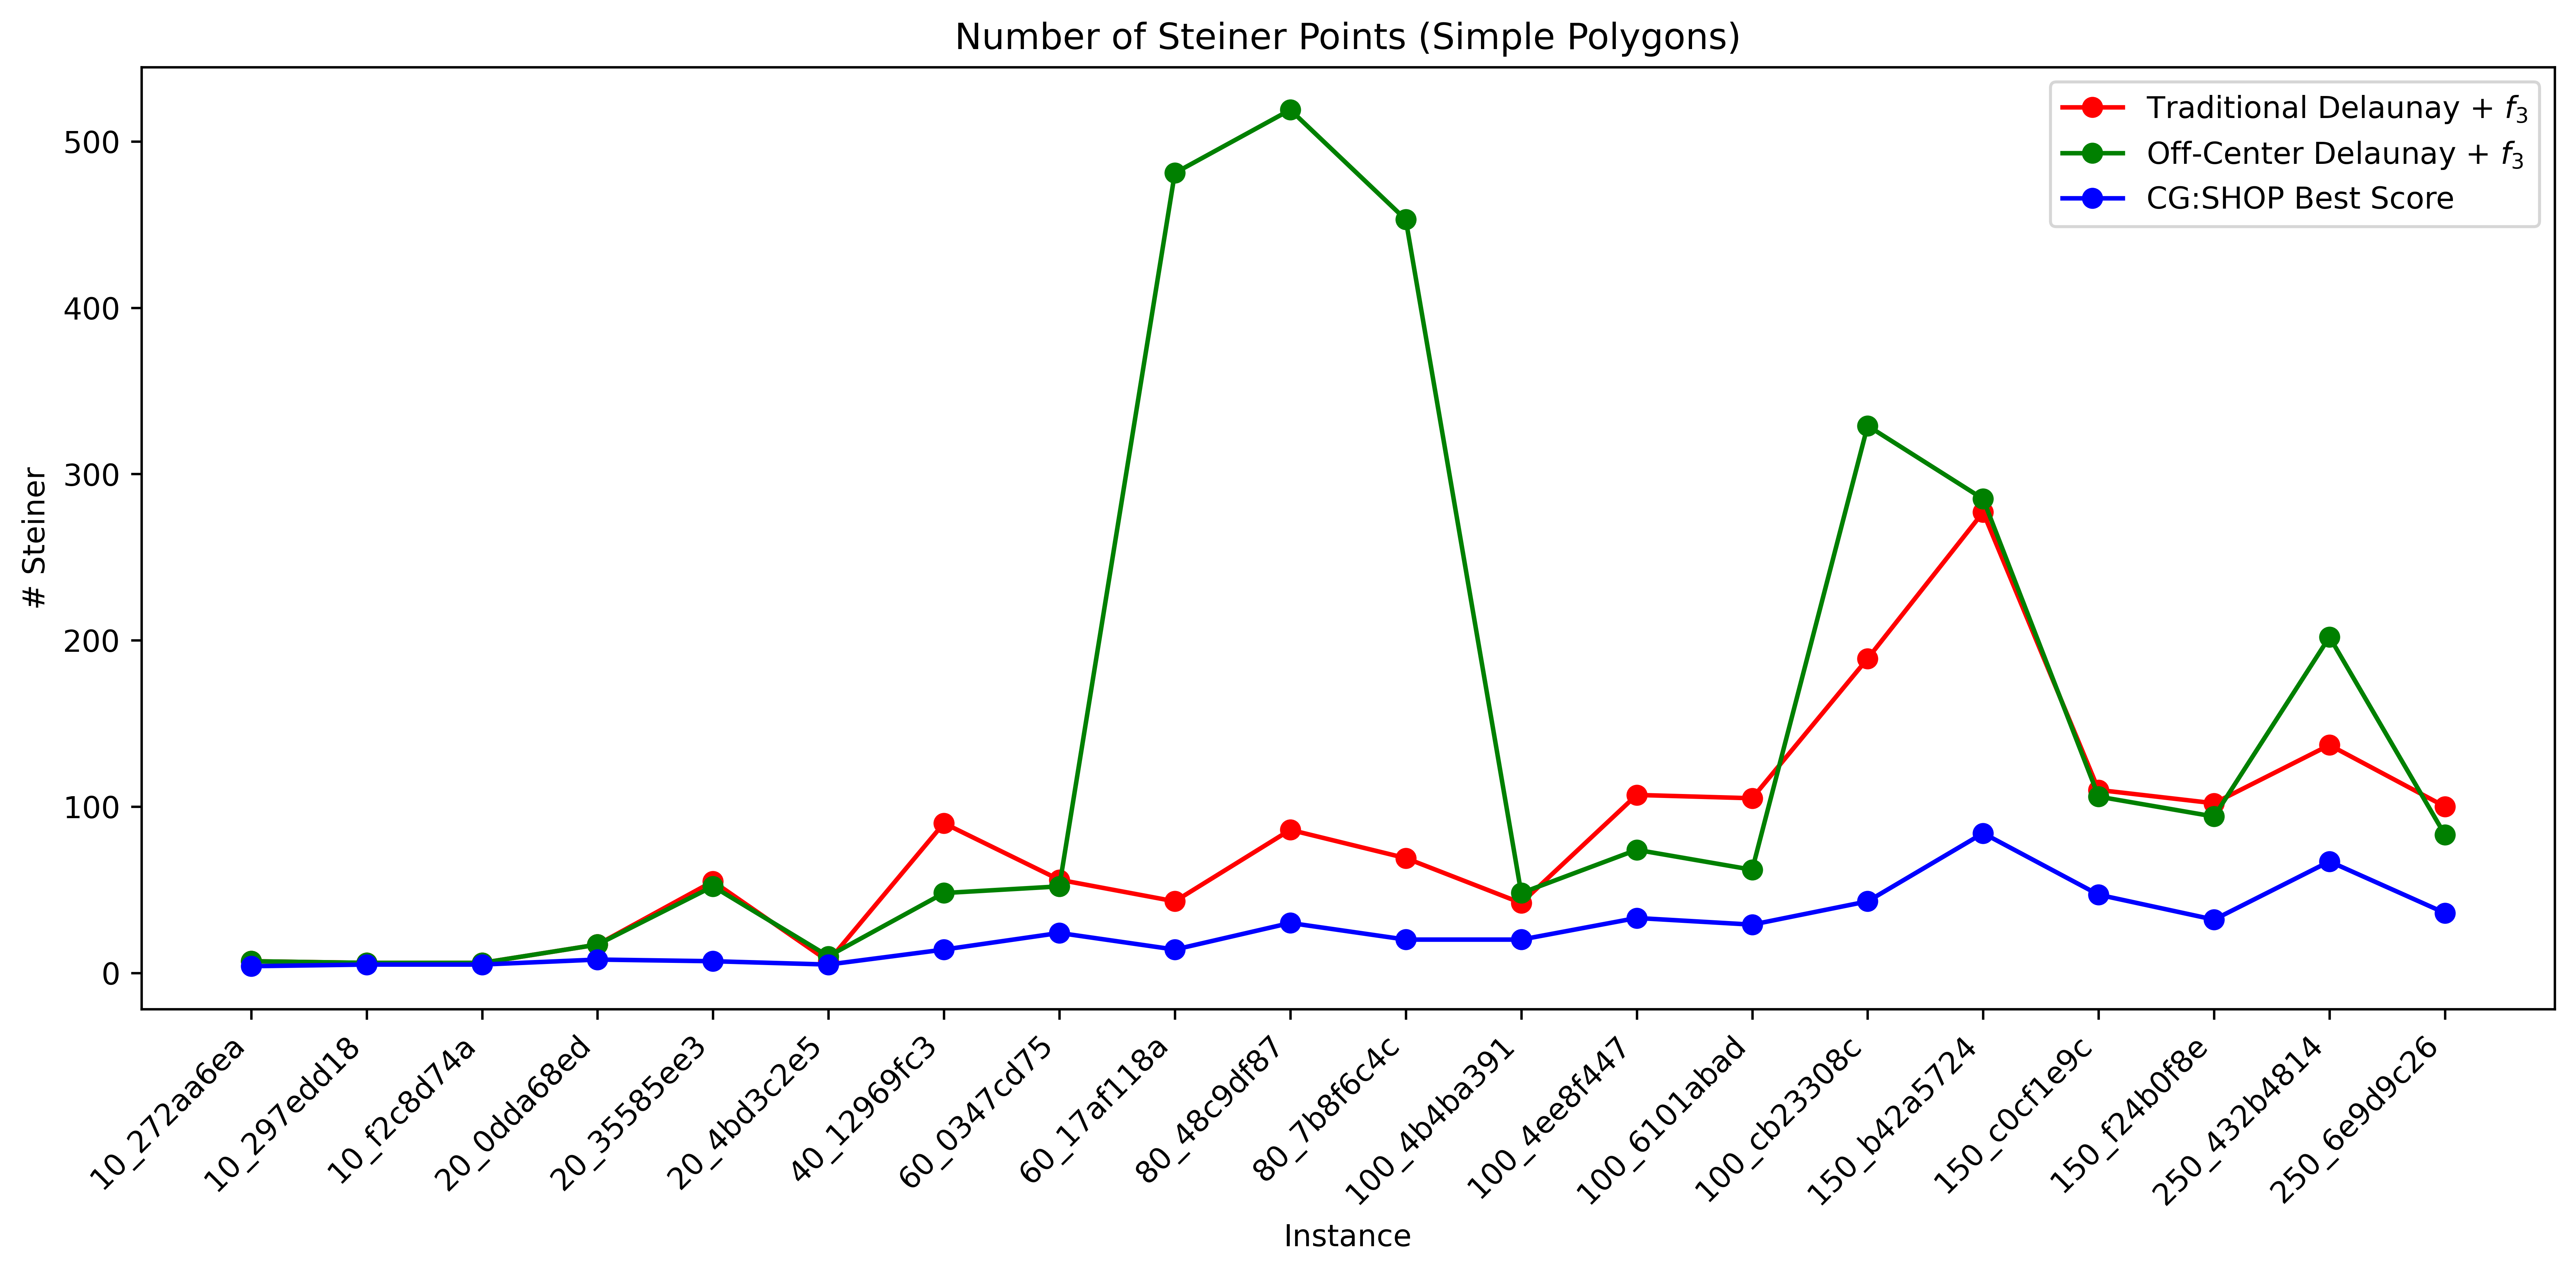 Number of Steiner Points (Simple Polygons)
Traditional Delaunay + f₃
Off-Center Delaunay + f₃
CG:SHOP Best Score
# Steiner
500
400
300
200
100
0
10_272aa6ea
10_297edd18
10_f2c8d74a
20_0dda68ed
20_35585ee3
20_4bd3c2e5
40_12969fc3
60_0347cd75
60_17af118a
80_48c9df87
80_7b8f6c4c
100_4b4ba391
100_4ee8f447
100_6101abad
100_cb23308c
150_b42a5724
150_c0cf1e9c
150_f24b0f8e
250_432b4814
250_6e9d9c26
Instance